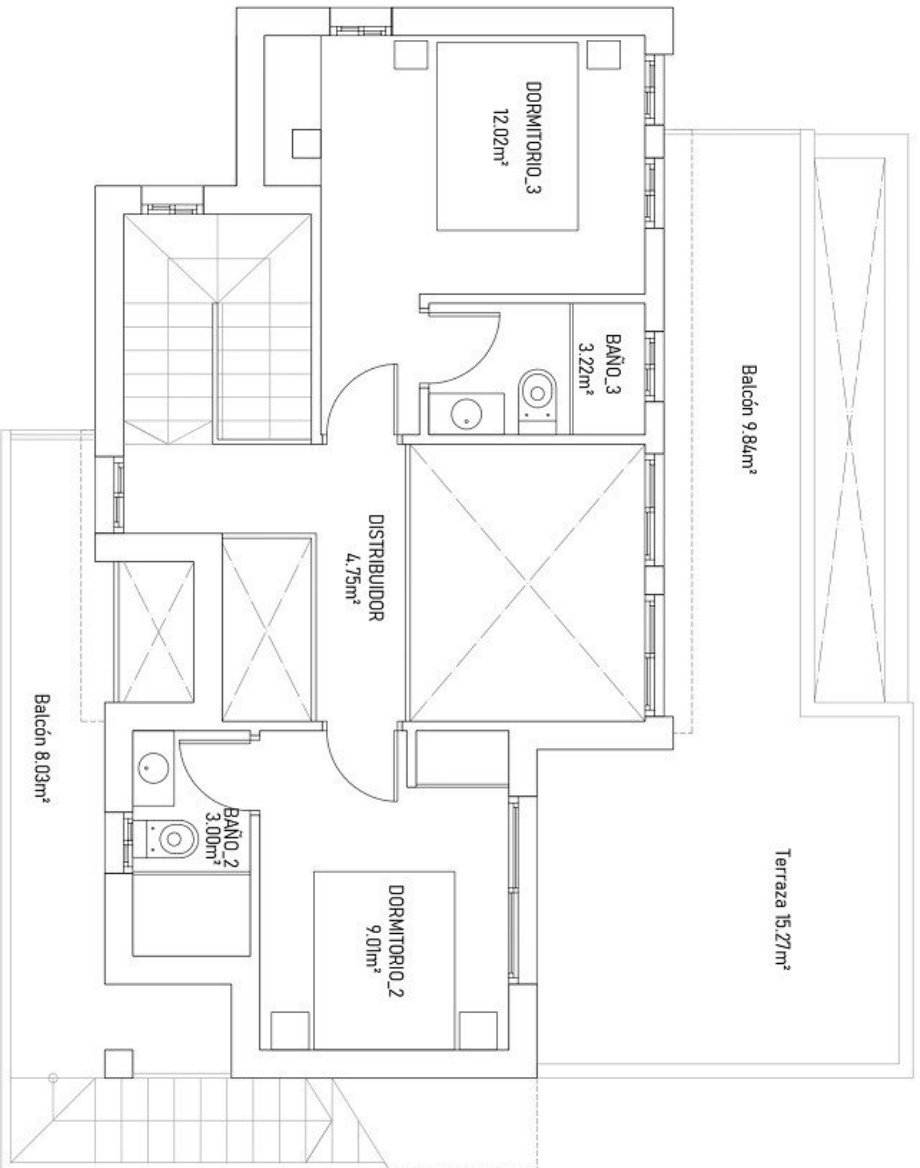 DORMITORIO_3
12.02m²
BAÑO_3
3.22m²
Balcón 9.84m²
DISTRIBUIDOR
4.75m²
Balcón 8.03m²
BAÑO_2
3.00m²
DORMITORIO_2
9.01m²
Terraza 15.27m²